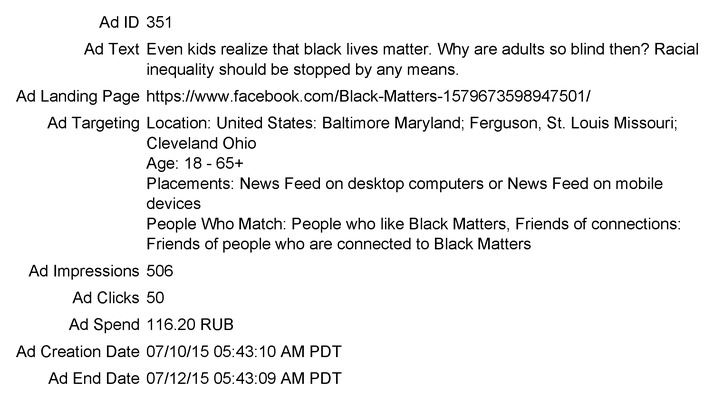 Ad ID 351
Ad Text Even kids realize that black lives matter. Why are adults so blind then? Racial
inequality should be stopped by any means.
Ad Landing Page https://www.facebook.com/Black-Matters-1579673598947501/
Ad Targeting Location: United States: Baltimore Maryland; Ferguson, St. Louis Missouri;
Cleveland Ohio
Age: 18 - 65+
Placements: News Feed on desktop computers or News Feed on mobile
devices
People Who Match: People who like Black Matters, Friends of connections:
Friends of people who are connected to Black Matters
Ad Impressions 506
Ad Clicks 50
Ad Spend 116.20 RUB
Ad Creation Date 07/10/15 05:43:10 AM PDT
Ad End Date 07/12/15 05:43:09 AM PDT